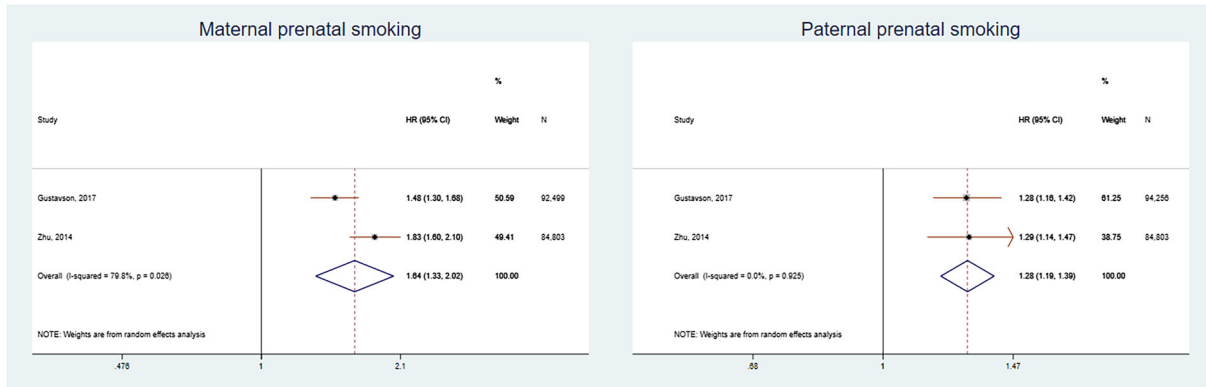 Maternal prenatal smoking
%
Study HR (95% CI) Weight N
Gustavson, 2017 1.48 (1.30, 1.68) 50.59 92,499
Zhu, 2014 1.83 (1.60, 2.10) 49.41 84,803
Overall (I-squared = 79.8%, p = 0.026) 1.64 (1.33, 2.02) 100.00
NOTE: Weights are from random effects analysis
.476 1 2.1
Paternal prenatal smoking
%
Study HR (95% CI) Weight N
Gustavson, 2017 1.28 (1.16, 1.42) 61.25 94,256
Zhu, 2014 1.29 (1.14, 1.47) 38.75 84,803
Overall (I-squared = 0.0%, p = 0.925) 1.28 (1.19, 1.39) 100.00
NOTE: Weights are from random effects analysis
.68 1 1.47